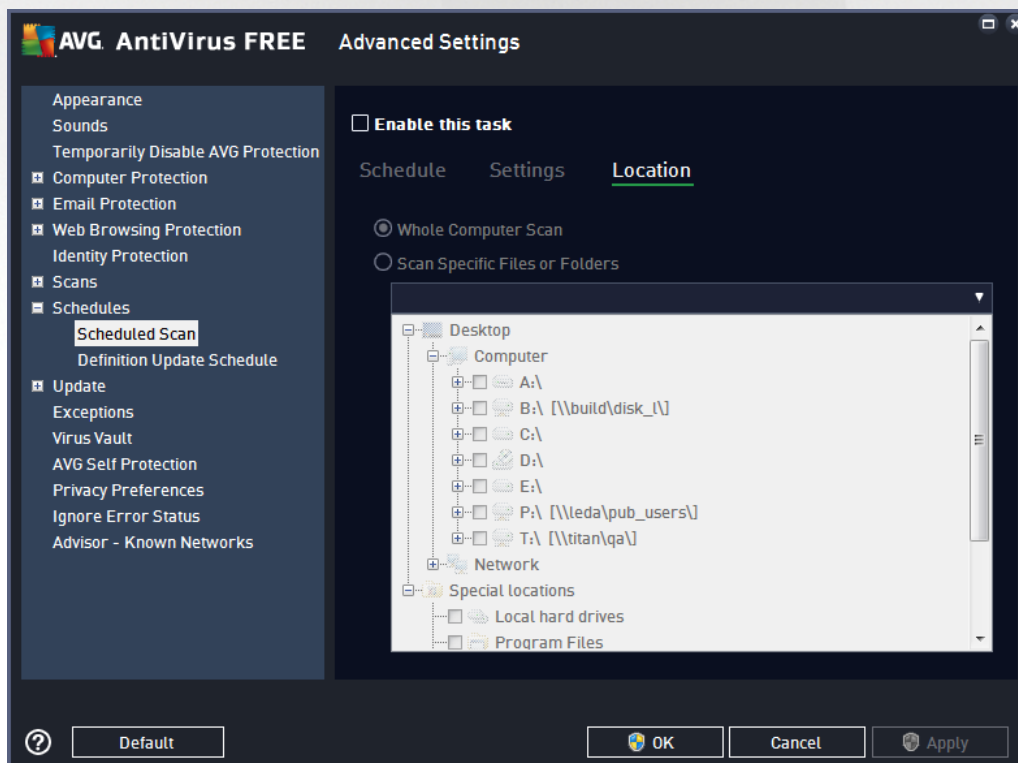 AVG AntiVirus FREE Advanced Settings
Appearance
Sounds
Temporarily Disable AVG Protection
Computer Protection
Email Protection
Web Browsing Protection
Identity Protection
Scans
Schedules
Scheduled Scan
Definition Update Schedule
Update
Exceptions
Virus Vault
AVG Self Protection
Privacy Preferences
Ignore Error Status
Advisor - Known Networks
Enable this task
Schedule Settings Location
Whole Computer Scan
Scan Specific Files or Folders
Desktop
Computer
A:\
B:\ [\\build\disk_l\]
C:\
D:\
E:\
P:\ [\\leda\pub_users\]
T:\ [\\titan\qa\]
Network
Special locations
Local hard drives
Program Files
? Default OK Cancel Apply